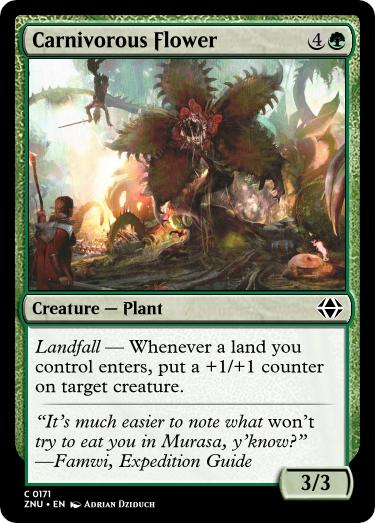 Carnivorous Flower 4
Creature — Plant
Landfall — Whenever a land you
control enters, put a +1/+1 counter
on target creature.
“It’s much easier to note what won’t
try to eat you in Murasa, y’know?”
—Famwi, Expedition Guide
3/3
C 0171
ZNU • EN Adrian Dziduch